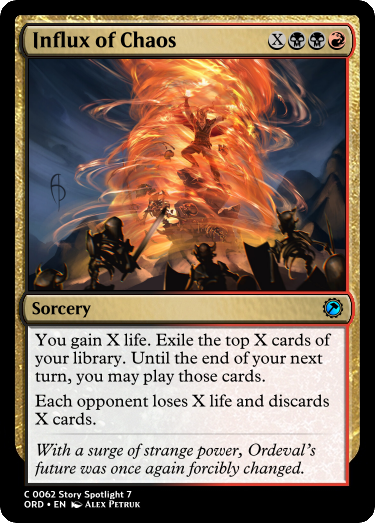 Influx of Chaos X
Sorcery
You gain X life. Exile the top X cards of
your library. Until the end of your next
turn, you may play those cards.
Each opponent loses X life and discards
X cards.
With a surge of strange power, Ordeval's
future was once again forcibly changed.
C 0062 Story Spotlight 7
ORD • EN Alex Petruk